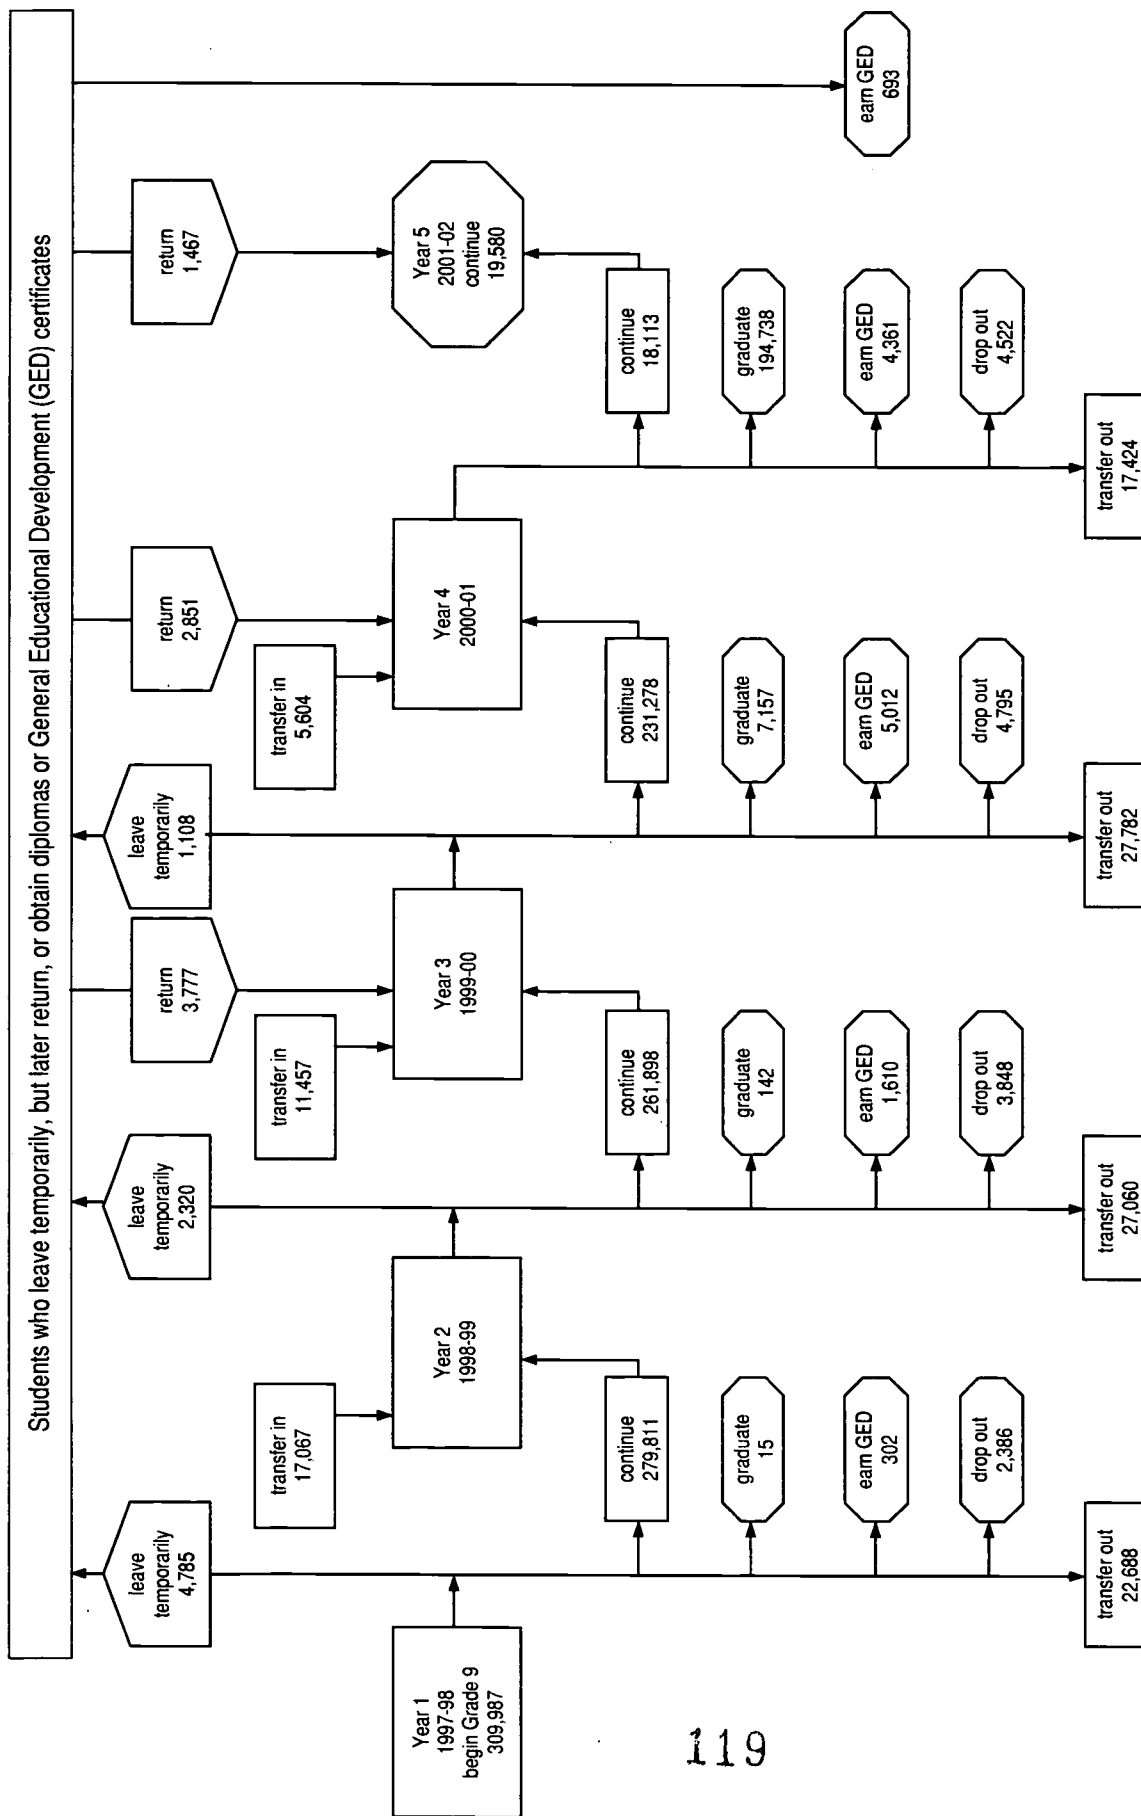 Students who leave temporarily, but later return, or obtain diplomas or General Educational Development (GED) certificates
leave
temporarily
4,785
leave
temporarily
2,320
return
3,777
leave
temporarily
1,108
return
2,851
return
1,467
transfer in
17,067
transfer in
11,457
transfer in
5,604
Year 1
1997-98
begin Grade 9
309,987
Year 2
1998-99
Year 3
1999-00
Year 4
2000-01
Year 5
2001-02
continue
19,580
continue
279,811
continue
261,898
continue
231,278
continue
18,113
graduate
15
graduate
142
graduate
7,157
graduate
194,738
earn GED
302
earn GED
1,610
earn GED
5,012
earn GED
4,361
earn GED
693
drop out
2,386
drop out
3,848
drop out
4,795
drop out
4,522
transfer out
22,688
transfer out
27,060
transfer out
27,782
transfer out
17,424
119